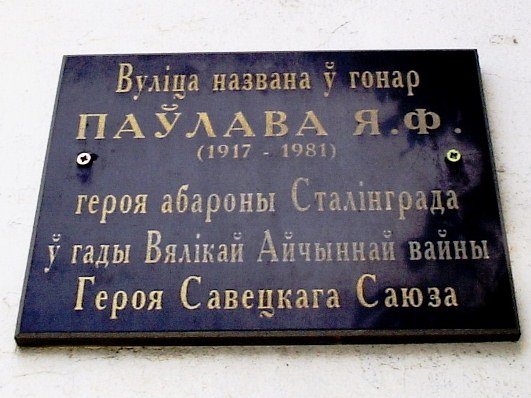 Вуліца названа ў гонар
ПАЎЛАВА Я.Ф.
(1917 - 1981)
героя абароны Сталінграда
ў гады Вялікай Айчыннай вайны
Героя Савецкага Саюза